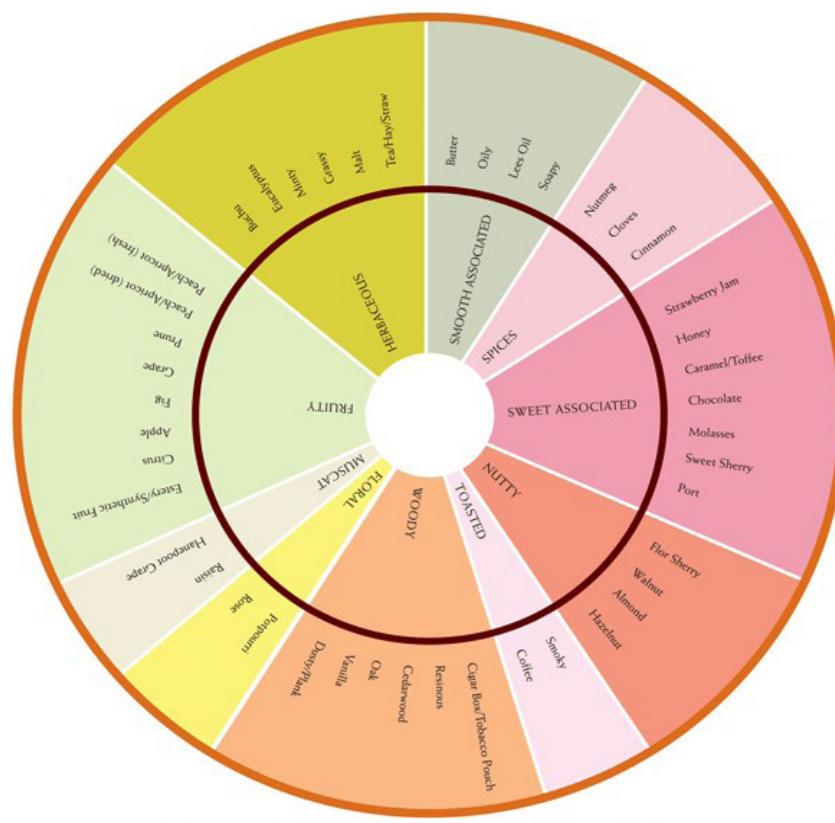 SMOOTH ASSOCIATED
Butter
Oily
Lees Oil
Soapy
SPICES
Nutmeg
Cloves
Cinnamon
SWEET ASSOCIATED
Strawberry Jam
Honey
Caramel/Toffee
Chocolate
Molasses
Sweet Sherry
Port
NUTTY
Flor Sherry
Walnut
Almond
Hazelnut
TOASTED
Smoky
Coffee
WOODY
Cigar Box/Tobacco Pouch
Resinous
Cedarwood
Oak
Vanilla
Dusty/Plank
FLORAL
Potpourri
Rose
MUSCAT
Raisin
Hanepoot Grape
FRUITY
Estery/Synthetic Fruit
Citrus
Apple
Fig
Grape
Prune
Peach/Apricot (dried)
Peach/Apricot (fresh)
HERBACEOUS
Buchu
Eucalyptus
Minty
Grassy
Malt
Tea/Hay/Straw